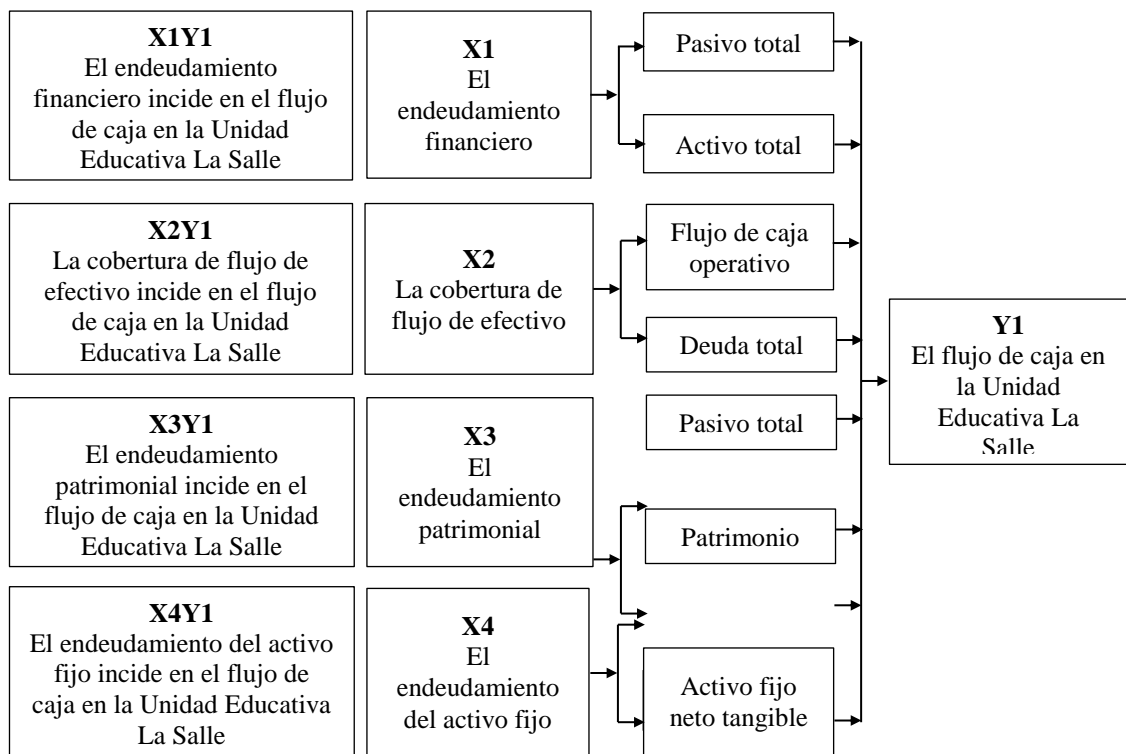 X1Y1
El endeudamiento
financiero incide en el flujo
de caja en la Unidad
Educativa La Salle
X1
El
endeudamiento
financiero
Pasivo total
Activo total
X2Y1
La cobertura de flujo de
efectivo incide en el flujo
de caja en la Unidad
Educativa La Salle
X2
La cobertura de
flujo de efectivo
Flujo de caja
operativo
Deuda total
X3Y1
El endeudamiento
patrimonial incide en el
flujo de caja en la Unidad
Educativa La Salle
X3
El
endeudamiento
patrimonial
Pasivo total
Patrimonio
X4Y1
El endeudamiento del activo
fijo incide en el flujo de
caja en la Unidad Educativa
La Salle
X4
El
endeudamiento
del activo fijo
Activo fijo
neto tangible
Y1
El flujo de caja en
la Unidad
Educativa La
Salle